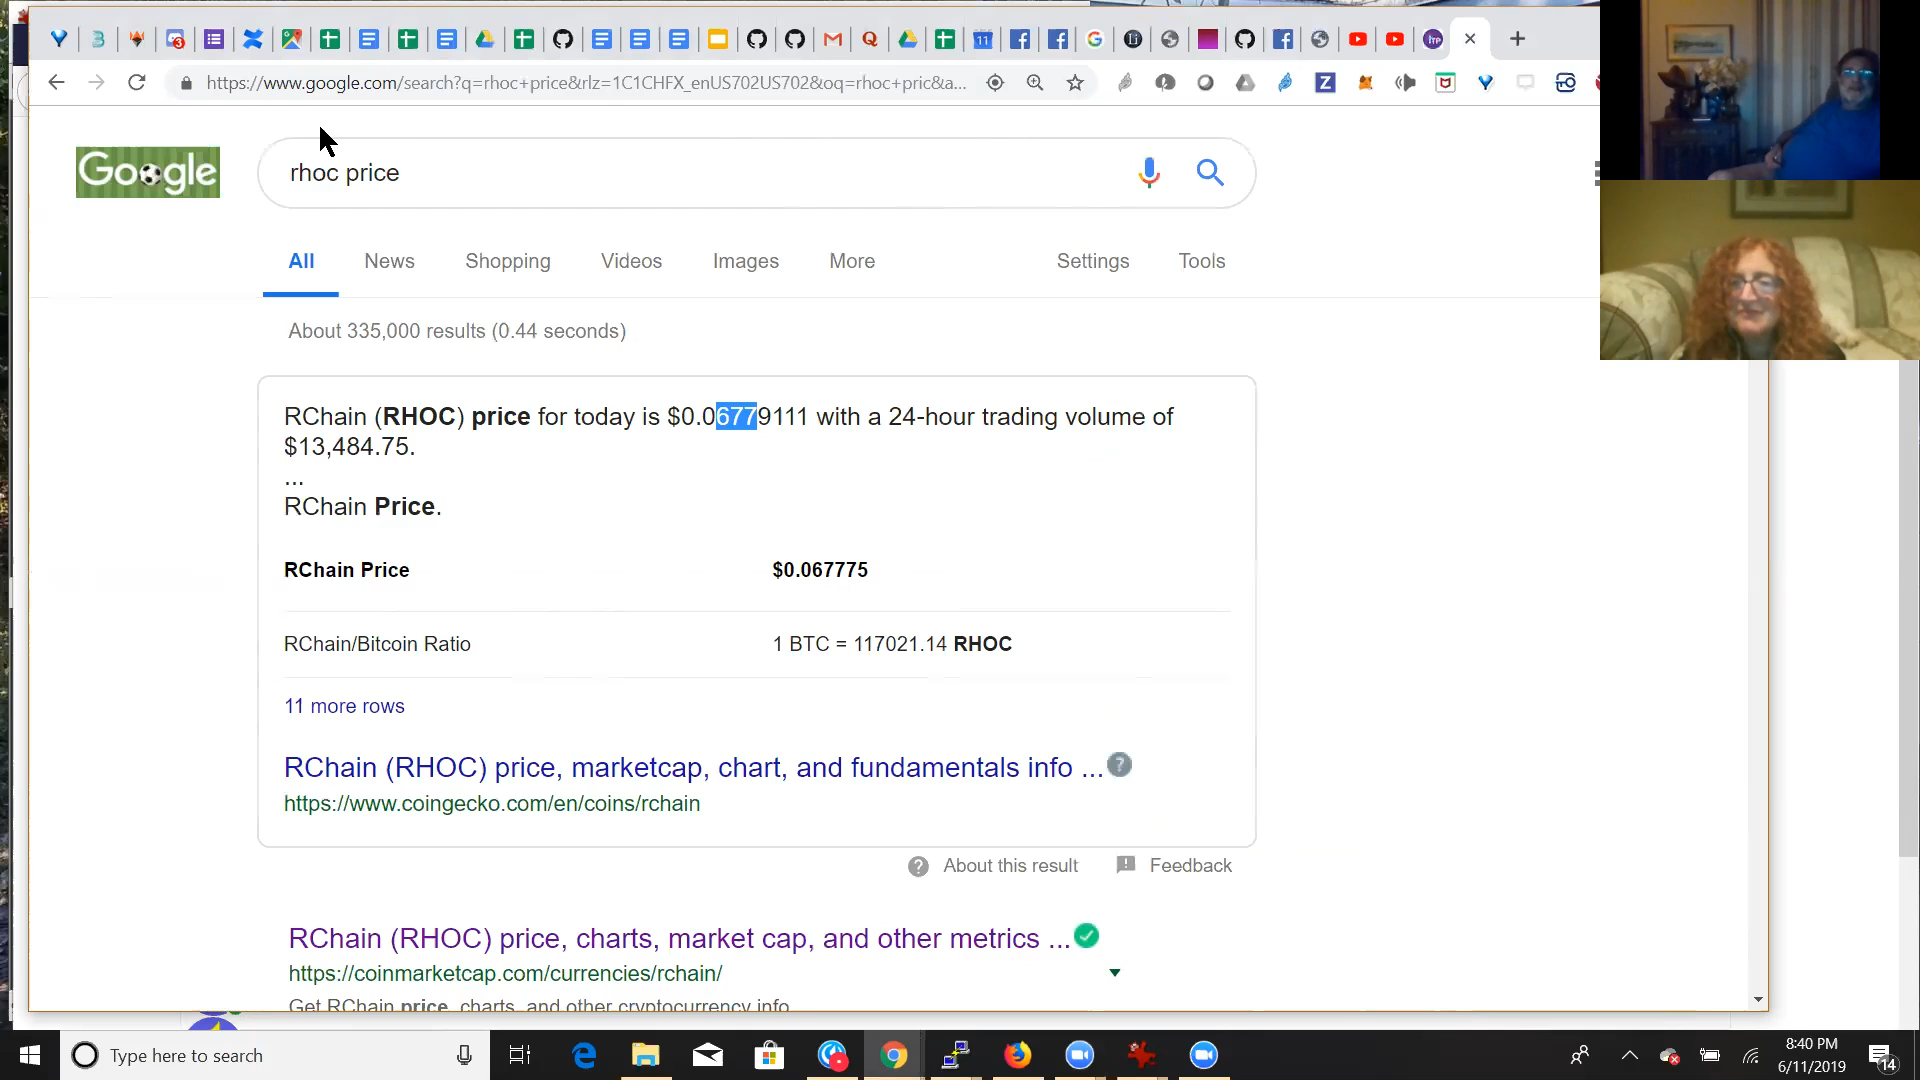 https://www.google.com/search?q=rhoc+price&rlz=1C1CHFX_enUS702US702&oq=rhoc+pric&a...
Google
rhoc price
All News Shopping Videos Images More Settings Tools
About 335,000 results (0.44 seconds)
RChain (RHOC) price for today is $0.06779111 with a 24-hour trading volume of
$13,484.75.
...
RChain Price.
RChain Price $0.067775
RChain/Bitcoin Ratio 1 BTC = 117021.14 RHOC
11 more rows
RChain (RHOC) price, marketcap, chart, and fundamentals info ...
https://www.coingecko.com/en/coins/rchain
About this result Feedback
RChain (RHOC) price, charts, market cap, and other metrics ...
https://coinmarketcap.com/currencies/rchain/
Get RChain price, charts, and other cryptocurrency info
Type here to search
8:40 PM
6/11/2019
14